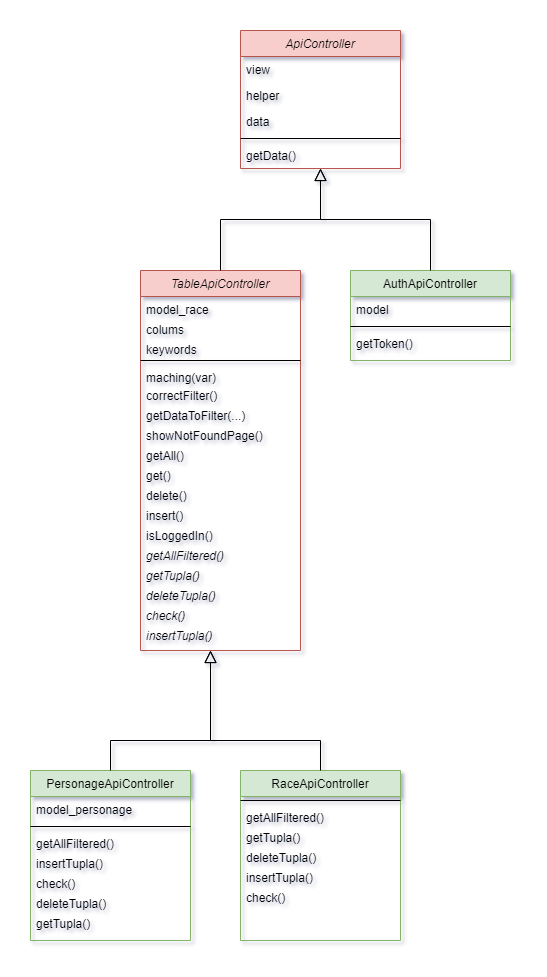 ApiController
view
helper
data
getData()
TableApiController
model_race
colums
keywords
maching(var)
correctFilter()
getDataToFilter(...)
showNotFoundPage()
getAll()
get()
delete()
insert()
isLoggedIn()
getAllFiltered()
getTupla()
deleteTupla()
check()
insertTupla()
AuthApiController
model
getToken()
PersonageApiController
model_personage
getAllFiltered()
insertTupla()
check()
deleteTupla()
getTupla()
RaceApiController
getAllFiltered()
getTupla()
deleteTupla()
insertTupla()
check()